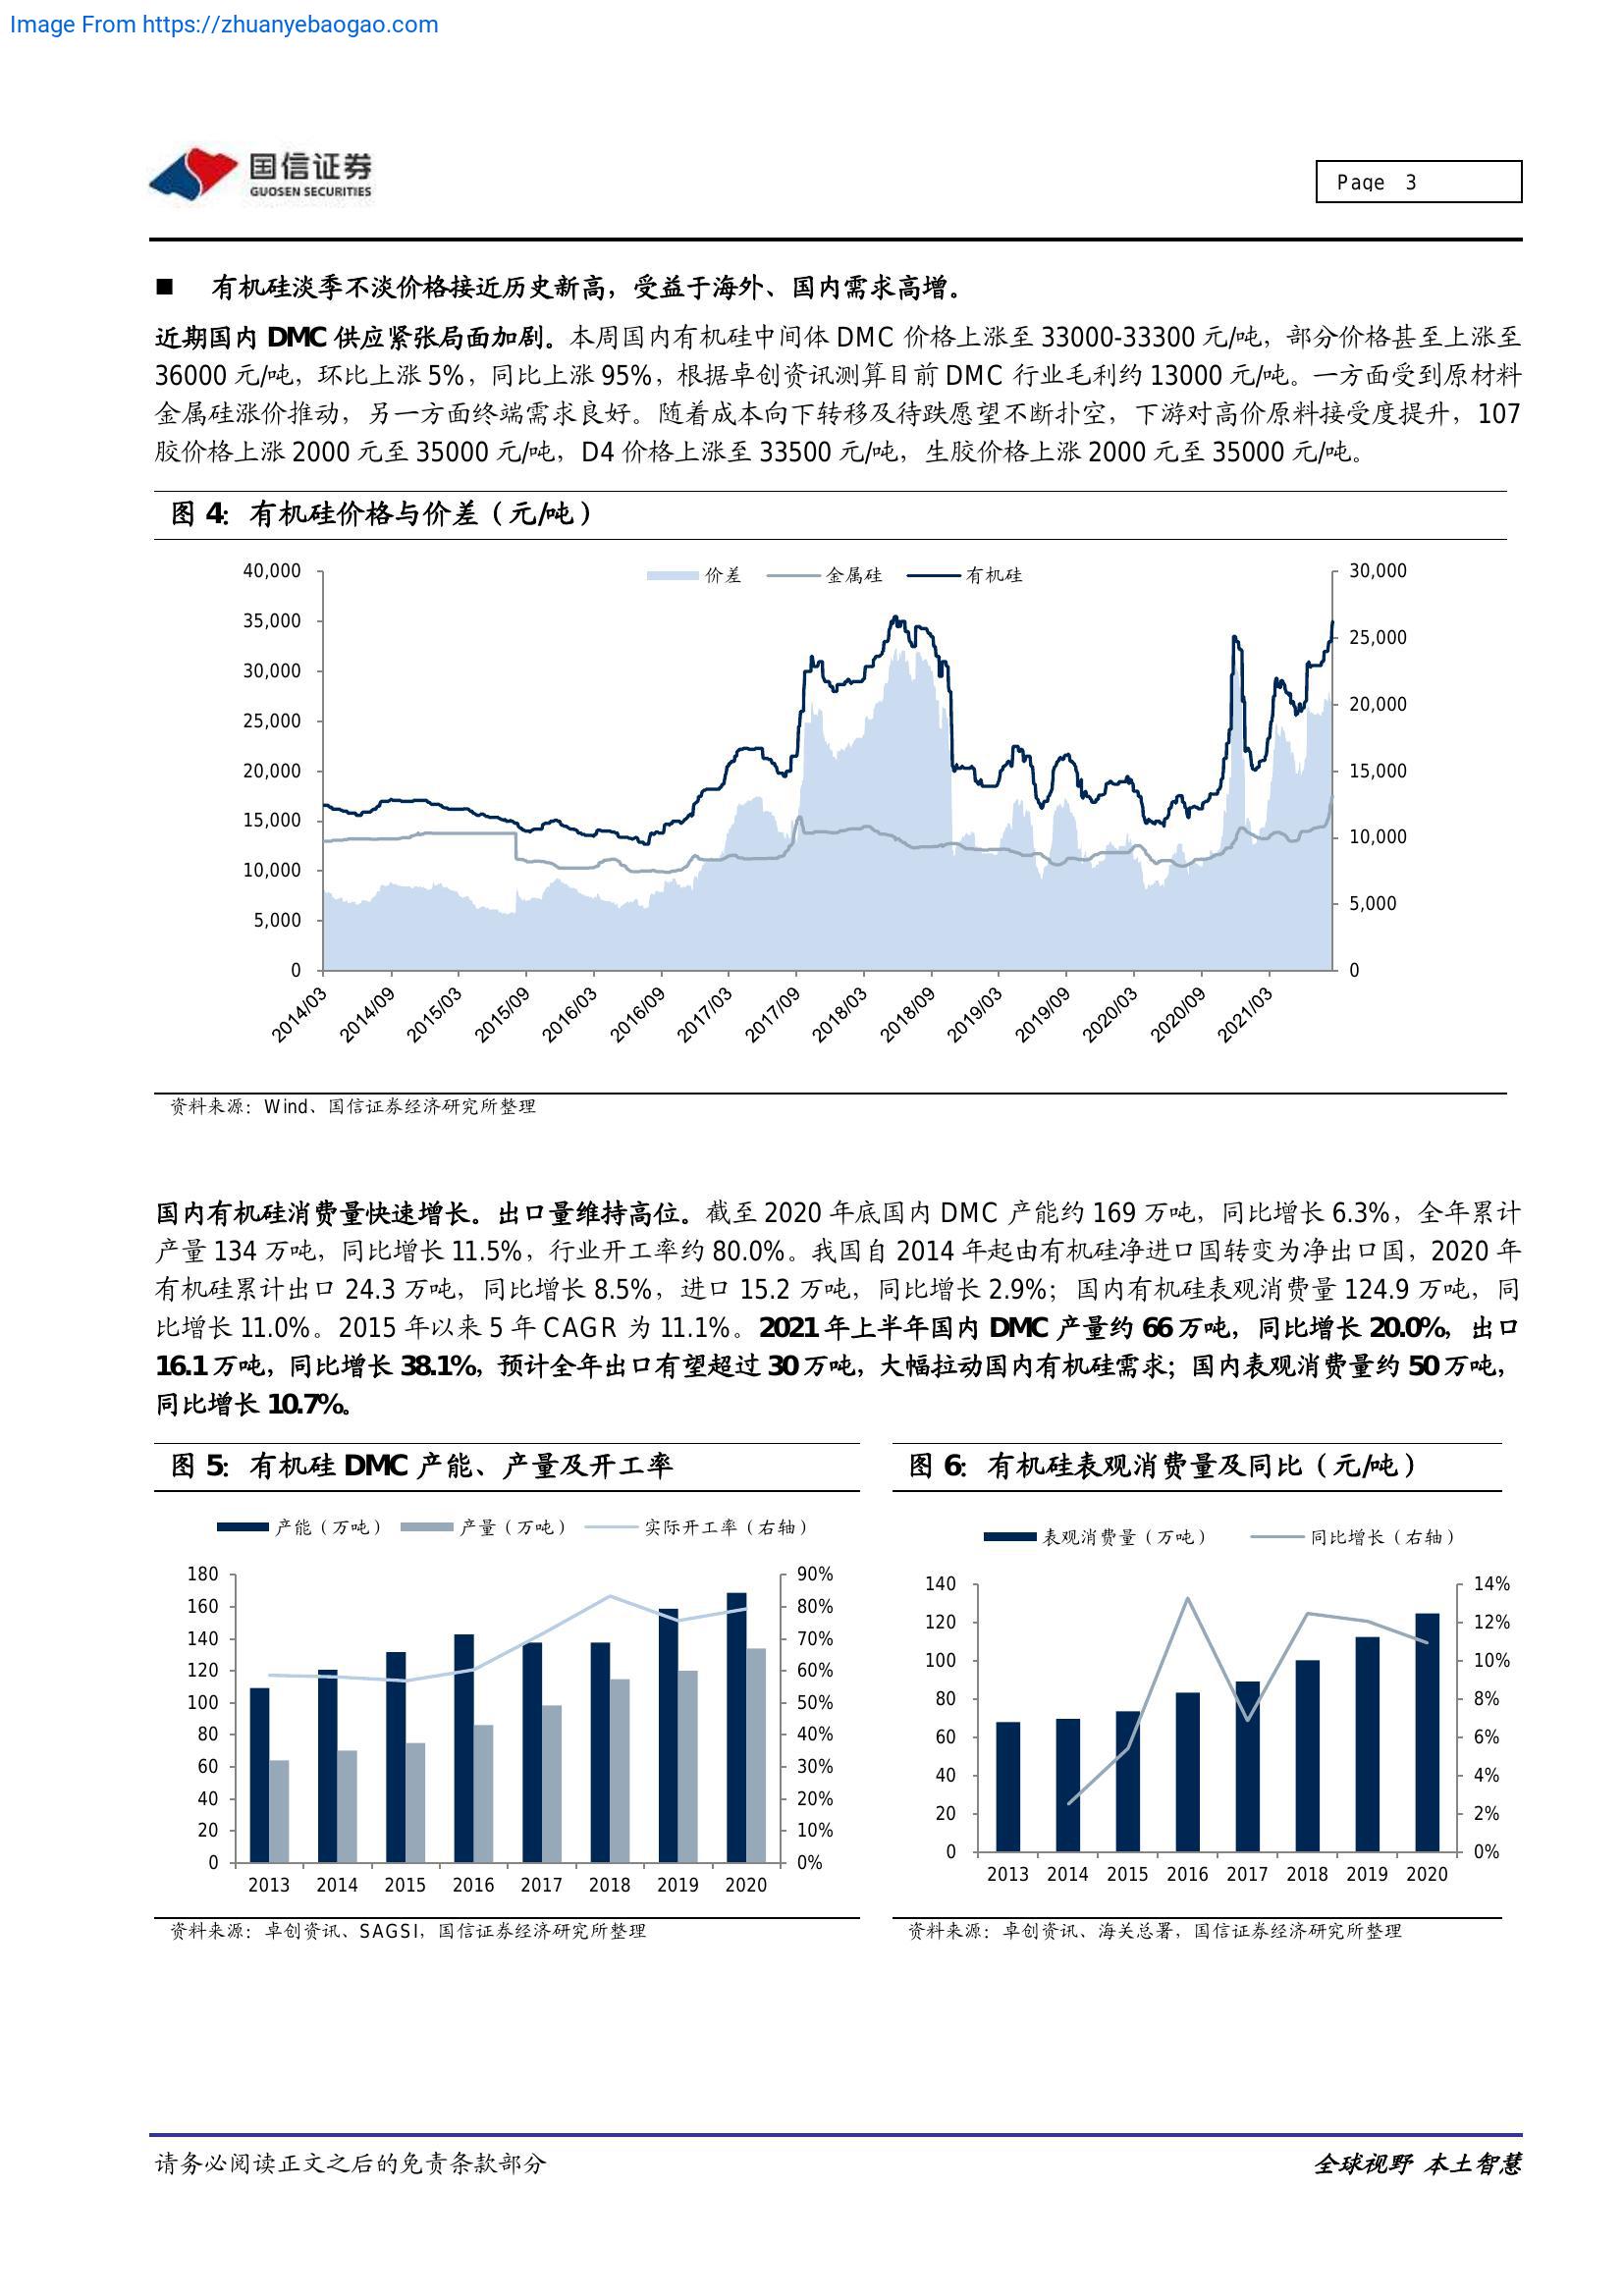 Image From https://zhuanyebaogao.com
国信证券
GUOSEN SECURITIES
Page 3
■ 有机硅淡季不淡价格接近历史新高，受益于海外、国内需求高增。
近期国内 DMC 供应紧张局面加剧。本周国内有机硅中间体 DMC 价格上涨至 33000-33300 元/吨，部分价格甚至上涨至
36000 元/吨，环比上涨 5%，同比上涨 95%，根据卓创资讯测算目前 DMC 行业毛利约 13000 元/吨。一方面受到原材料
金属硅涨价推动，另一方面终端需求良好。随着成本向下转移及待跌愿望不断扑空，下游对高价原料接受度提升，107
胶价格上涨 2000 元至 35000 元/吨，D4 价格上涨至 33500 元/吨，生胶价格上涨 2000 元至 35000 元/吨。
图 4：有机硅价格与价差（元/吨）
价差 金属硅 有机硅
40,000
35,000
30,000
25,000
20,000
15,000
10,000
5,000
0
30,000
25,000
20,000
15,000
10,000
5,000
0
2014/03 2014/09 2015/03 2015/09 2016/03 2016/09 2017/03 2017/09 2018/03 2018/09 2019/03 2019/09 2020/03 2020/09 2021/03
资料来源：Wind、国信证券经济研究所整理
国内有机硅消费量快速增长。出口量维持高位。截至 2020 年底国内 DMC 产能约 169 万吨，同比增长 6.3%，全年累计
产量 134 万吨，同比增长 11.5%，行业开工率约 80.0%。我国自 2014 年起由有机硅净进口国转变为净出口国，2020 年
有机硅累计出口 24.3 万吨，同比增长 8.5%，进口 15.2 万吨，同比增长 2.9%；国内有机硅表观消费量 124.9 万吨，同
比增长 11.0%。2015 年以来 5 年 CAGR 为 11.1%。2021 年上半年国内 DMC 产量约 66 万吨，同比增长 20.0%，出口
16.1 万吨，同比增长 38.1%，预计全年出口有望超过 30 万吨，大幅拉动国内有机硅需求；国内表观消费量约 50 万吨，
同比增长 10.7%。
图 5：有机硅 DMC 产能、产量及开工率
产能（万吨） 产量（万吨） 实际开工率（右轴）
180
160
140
120
100
80
60
40
20
0
90%
80%
70%
60%
50%
40%
30%
20%
10%
0%
2013 2014 2015 2016 2017 2018 2019 2020
资料来源：卓创资讯、SAGSI，国信证券经济研究所整理
图 6：有机硅表观消费量及同比（元/吨）
表观消费量（万吨） 同比增长（右轴）
140
120
100
80
60
40
20
0
14%
12%
10%
8%
6%
4%
2%
0%
2013 2014 2015 2016 2017 2018 2019 2020
资料来源：卓创资讯、海关总署，国信证券经济研究所整理
请务必阅读正文之后的免责条款部分
全球视野 本土智慧